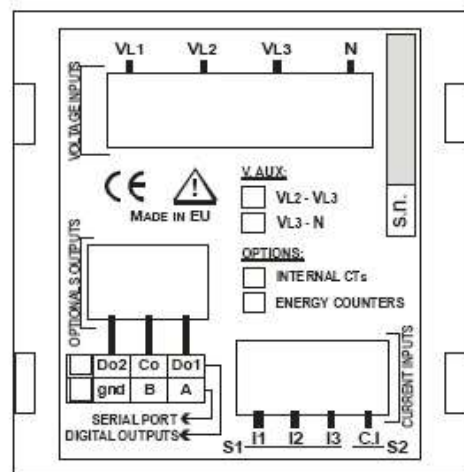 VL1 VL2 VL3 N
VOLTAGE INPUTS
CE
MADE IN EU
V.AUX:
VL2 - VL3
VL3 - N
s.n.
OPTIONAL S OUTPUTS
OPTIONS:
INTERNAL CTs
ENERGY COUNTERS
Do2 Co Do1
gnd B A
SERIAL PORT
DIGITAL OUTPUTS
CURRENT INPUTS
S1 I1 I2 I3 C.I S2